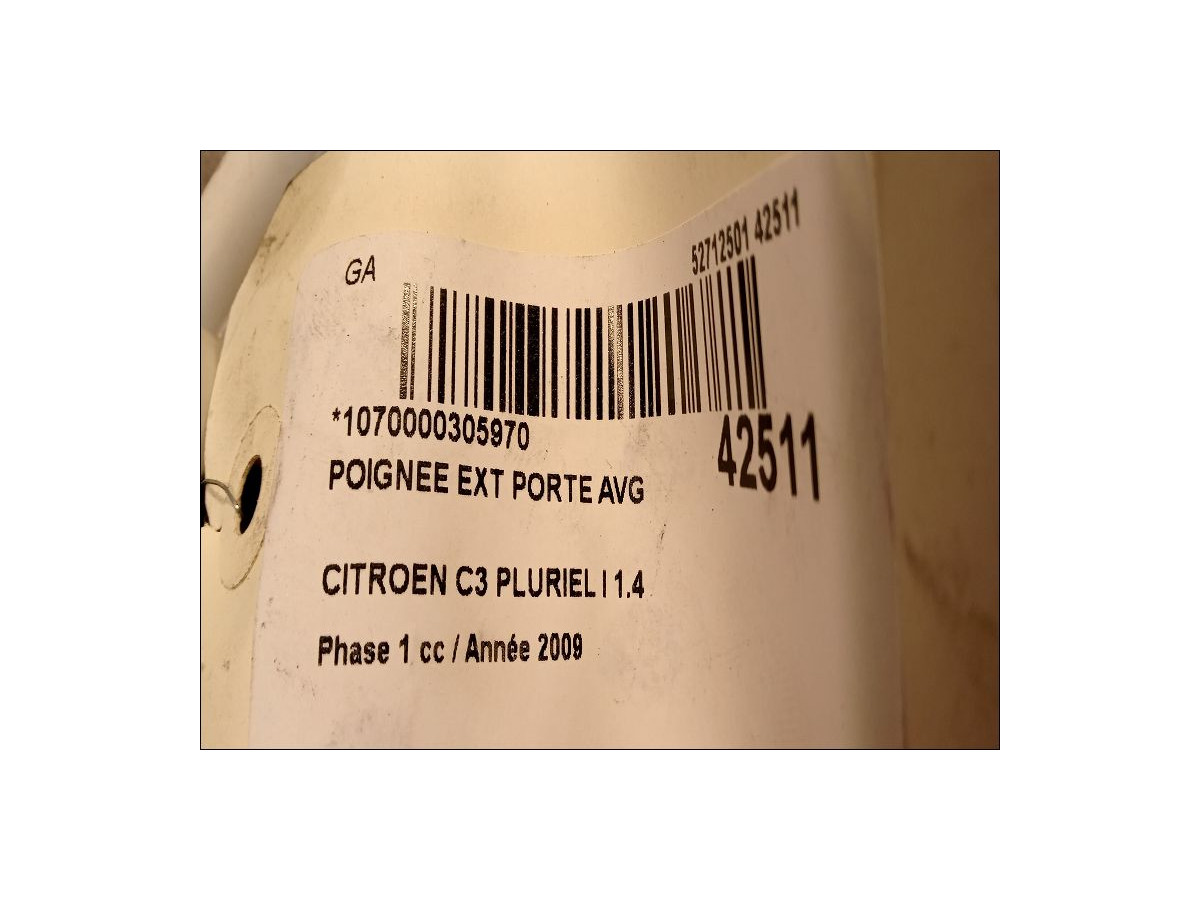 GA
52712501 42511
*1070000305970
42511
POIGNEE EXT PORTE AVG
CITROEN C3 PLURIEL I 1.4
Phase 1 cc / Année 2009